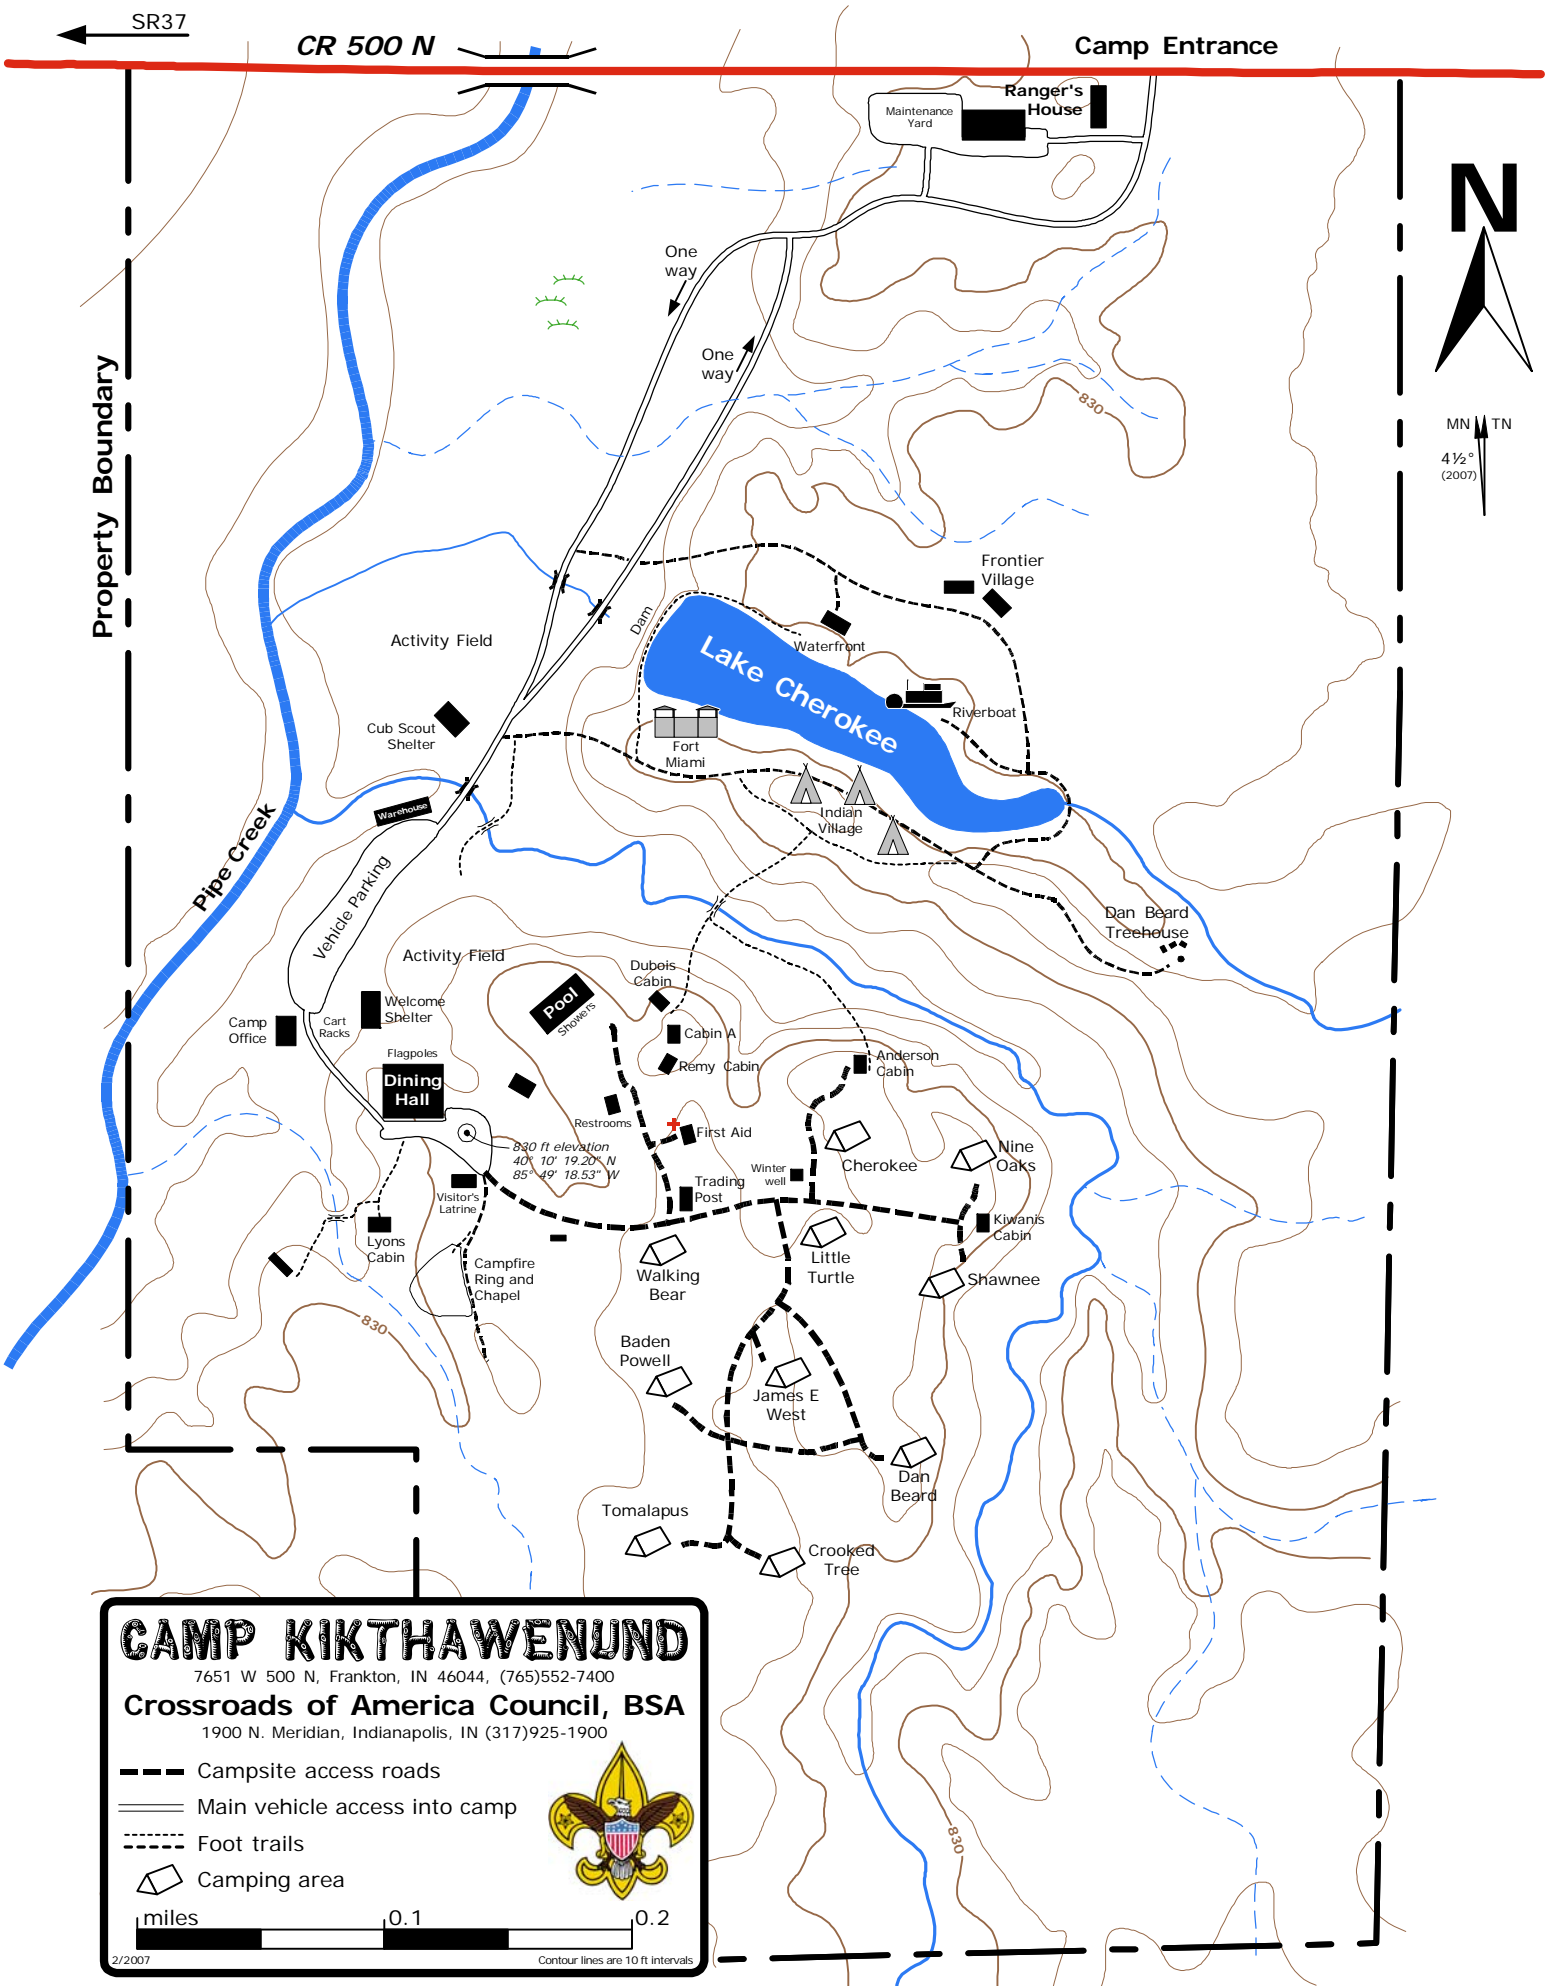 SR37
CR 500 N
Camp Entrance
Ranger's
House
Maintenance
Yard
N
One
way
One
way
Property Boundary
830
MN
TN
4½°
(2007)
Frontier
Village
Dam
Activity Field
Waterfront
Lake Cherokee
Riverboat
Cub Scout
Shelter
Fort
Miami
Indian
Village
Warehouse
Pipe Creek
Vehicle Parking
Dan Beard
Treehouse
Activity Field
Dubois
Cabin
Pool
Showers
Welcome
Shelter
Camp
Office
Cart
Racks
Cabin A
Flagpoles
Remy Cabin
Anderson
Cabin
Dining
Hall
Restrooms
First Aid
830 ft elevation
40° 10' 19.20" N
85° 49' 18.53" W
Cherokee
Nine
Oaks
Winter
well
Trading
Post
Visitor's
Latrine
Kiwanis
Cabin
Lyons
Cabin
Little
Turtle
Walking
Bear
Shawnee
Campfire
Ring and
Chapel
830
Baden
Powell
James E
West
Dan
Beard
Tomalapus
Crooked
Tree
CAMP KIKTHAWENUND
7651 W 500 N, Frankton, IN 46044, (765)552-7400
Crossroads of America Council, BSA
1900 N. Meridian, Indianapolis, IN (317)925-1900
Campsite access roads
Main vehicle access into camp
Foot trails
Camping area
miles
0.1
0.2
2/2007
Contour lines are 10 ft intervals
830